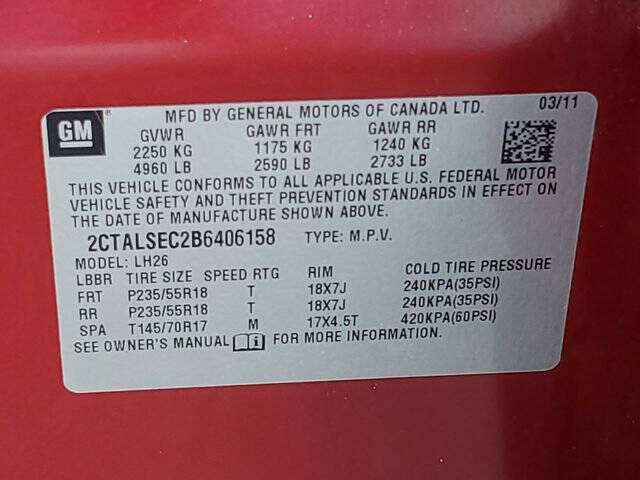 GM
MFD BY GENERAL MOTORS OF CANADA LTD. 03/11
GVWR GAWR FRT GAWR RR
2250 KG 1175 KG 1240 KG
4960 LB 2590 LB 2733 LB
THIS VEHICLE CONFORMS TO ALL APPLICABLE U.S. FEDERAL MOTOR
VEHICLE SAFETY AND THEFT PREVENTION STANDARDS IN EFFECT ON
THE DATE OF MANUFACTURE SHOWN ABOVE.
2CTALSEC2B6406158 TYPE: M.P.V.
MODEL: LH26
LBBR TIRE SIZE SPEED RTG RIM COLD TIRE PRESSURE
FRT P235/55R18 T 18X7J 240KPA(35PSI)
RR P235/55R18 T 18X7J 240KPA(35PSI)
SPA T145/70R17 M 17X4.5T 420KPA(60PSI)
SEE OWNER'S MANUAL FOR MORE INFORMATION.